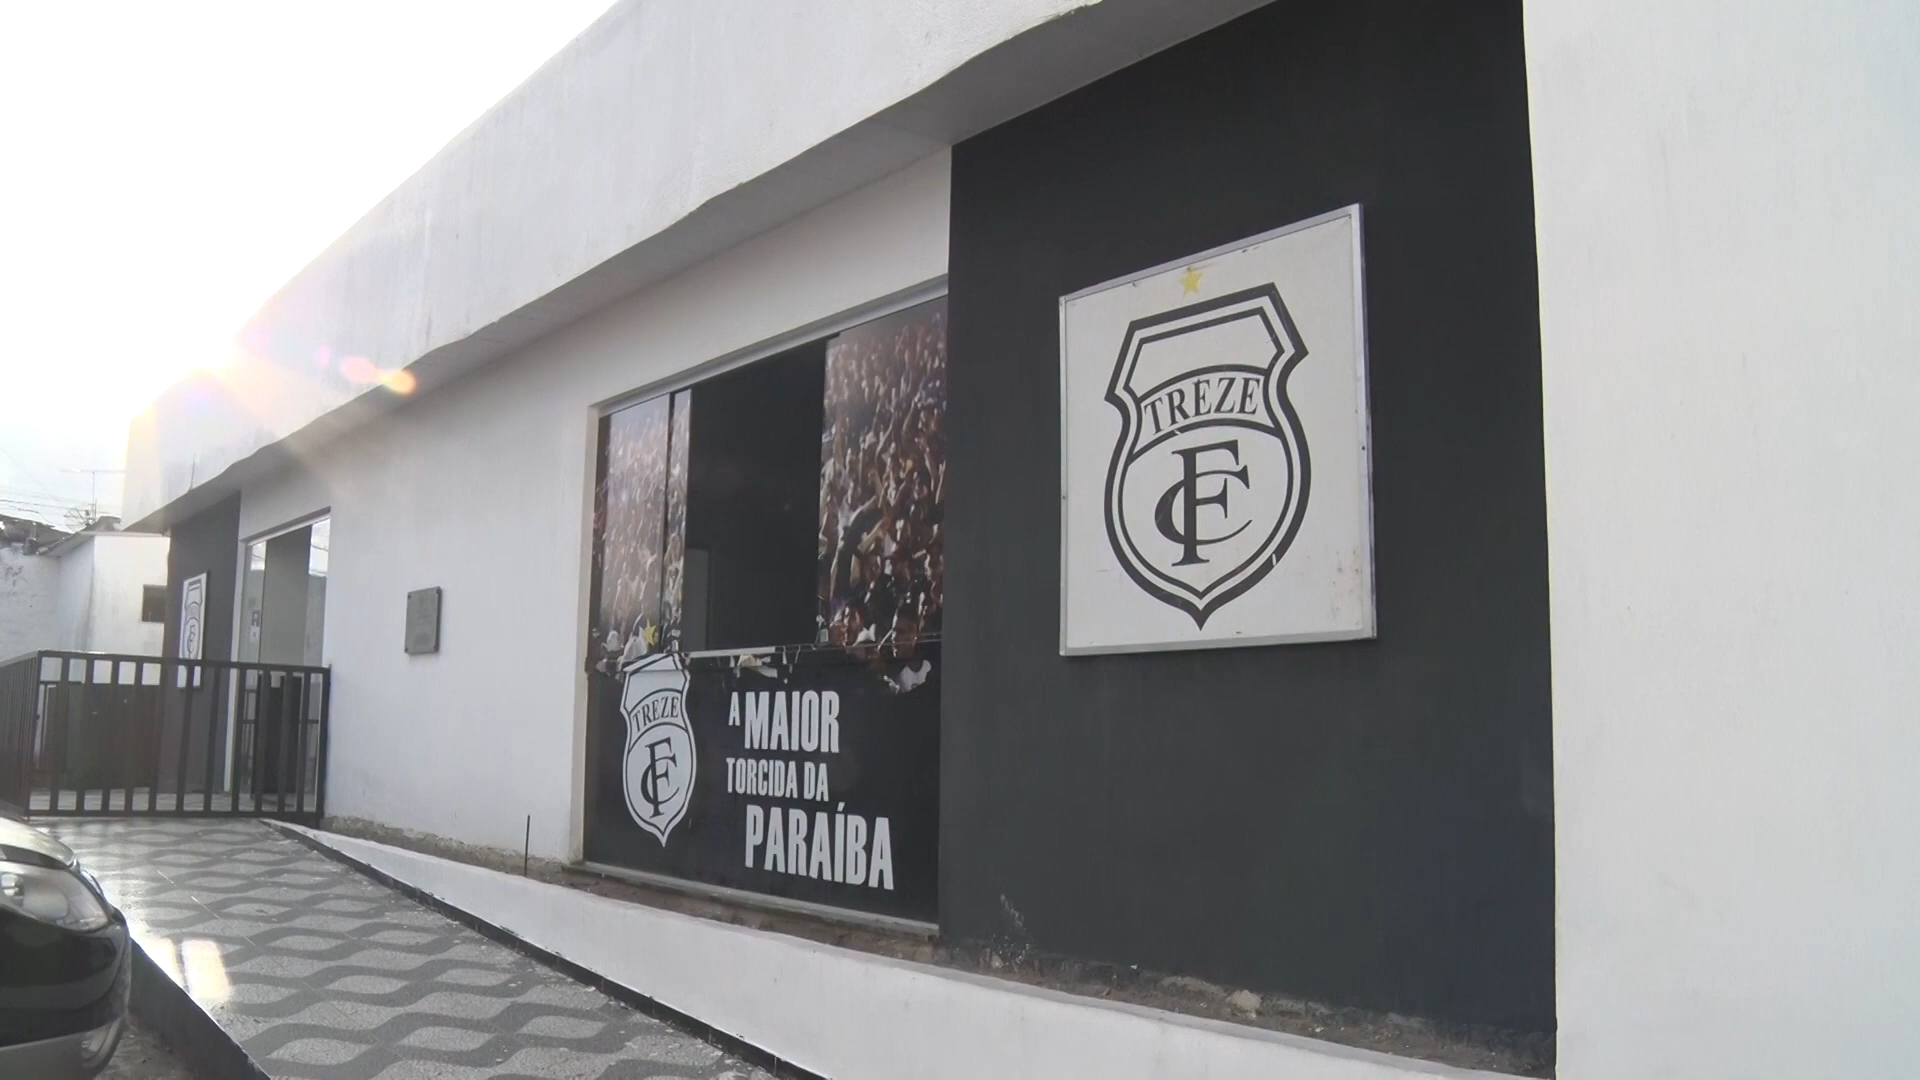 TREZE
FC
TREZE
FC
A MAIOR
TORCIDA DA
PARAÍBA